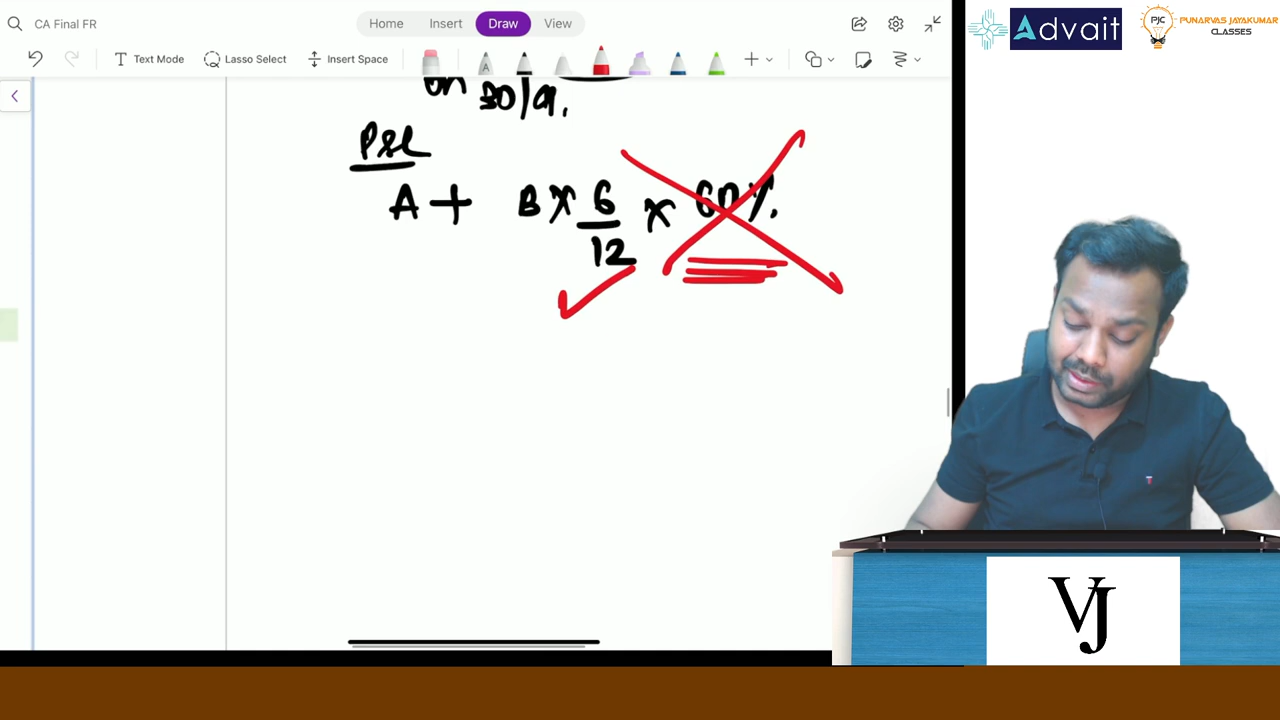 CA Final FR
Home Insert Draw View
Text Mode Lasso Select Insert Space
on 30/9.
P&L
A + B × 6/12 × 60%.
Advait
PJC
PUNARVAS JAYAKUMAR
CLASSES
VJ